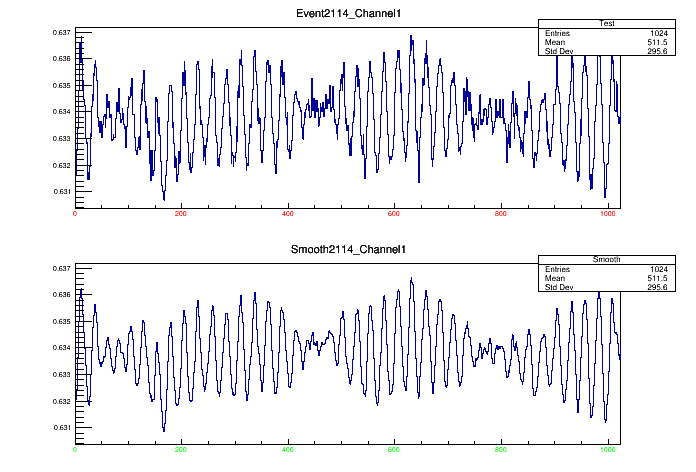 Event2114_Channel1
Test
Entries 1024
Mean 511.5
Std Dev 295.6
0.637
0.636
0.635
0.634
0.633
0.632
0.631
0 200 400 600 800 1000
Smooth2114_Channel1
Smooth
Entries 1024
Mean 511.5
Std Dev 295.6
0.637
0.636
0.635
0.634
0.633
0.632
0.631
0 200 400 600 800 1000